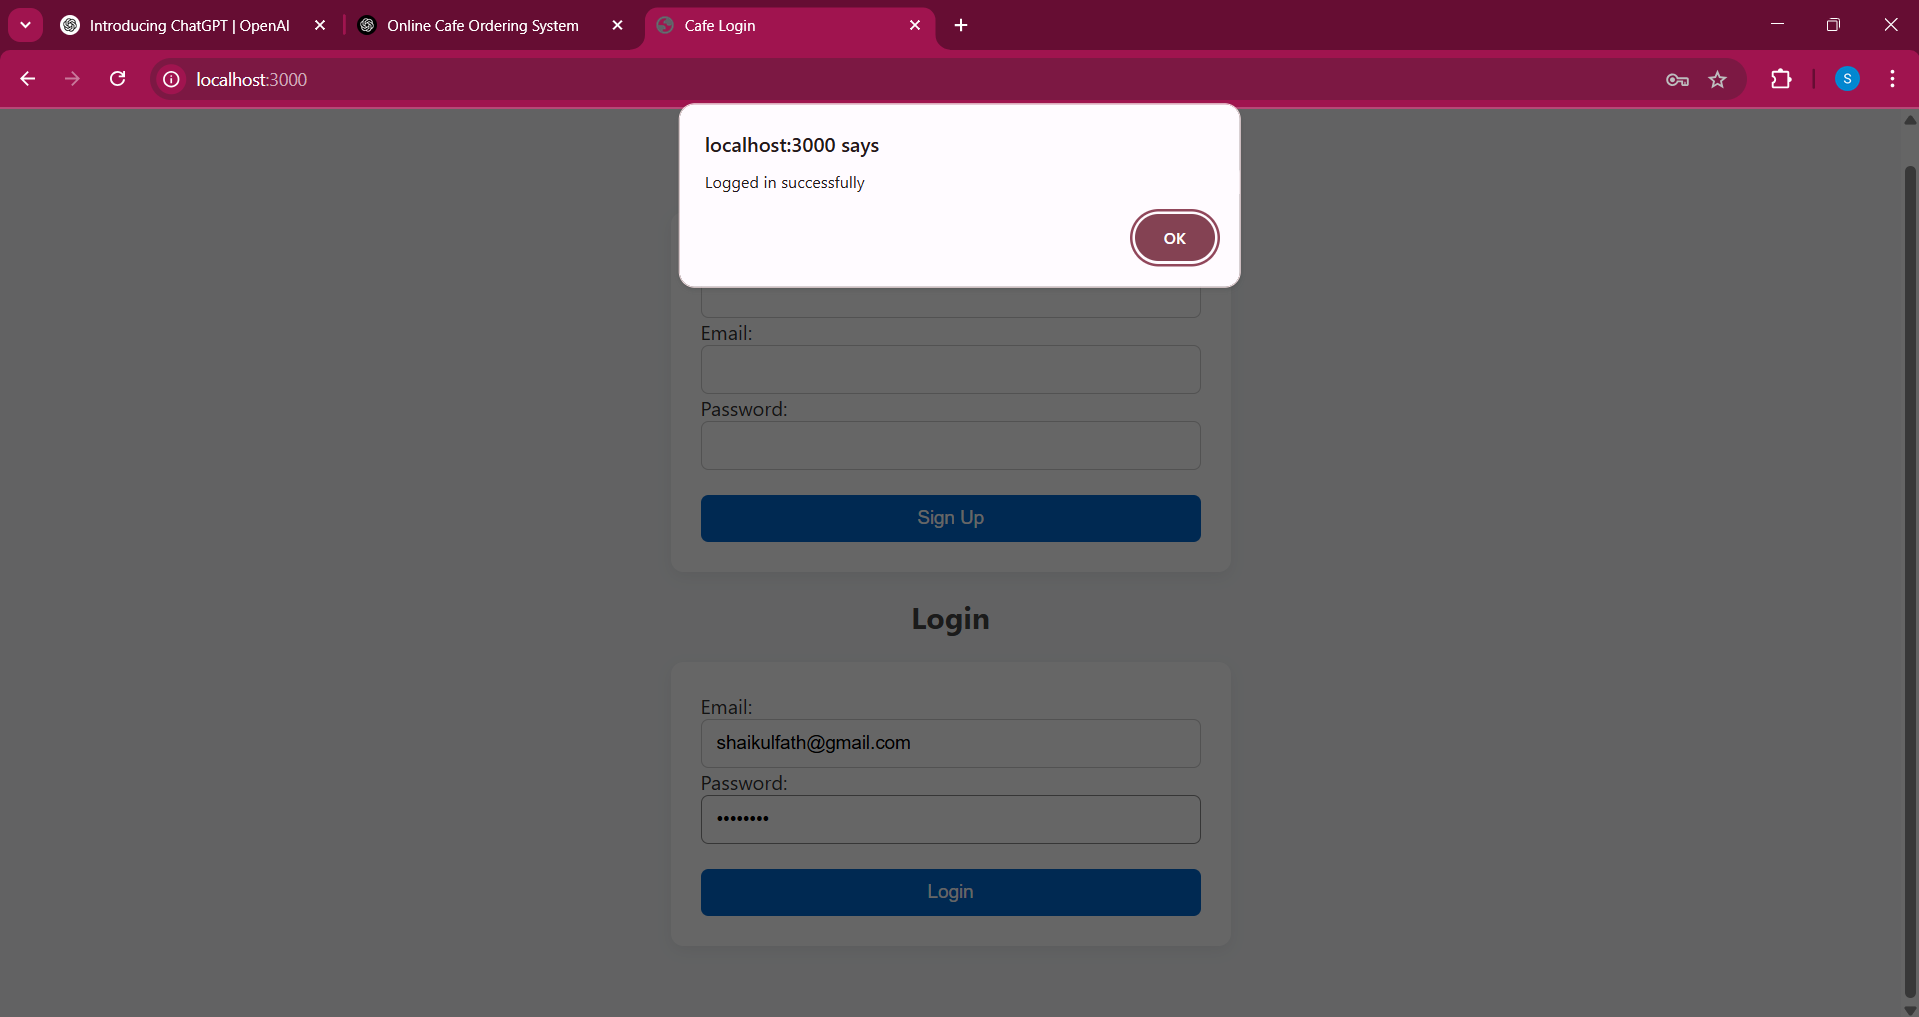 Introducing ChatGPT | OpenAI
Online Cafe Ordering System
Cafe Login
localhost:3000
S
localhost:3000 says
Logged in successfully
OK
Email:
Password:
Sign Up
Login
Email:
shaikulfath@gmail.com
Password:
••••••••
Login